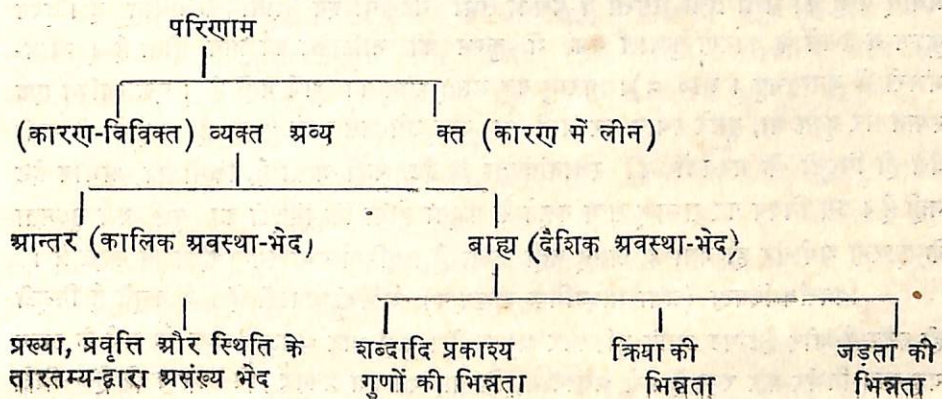 परिणाम
(कारण-विविक्त) व्यक्त अव्य क्त (कारण में लीन)
आन्तर (कालिक अवस्था-भेद) बाह्य (दैशिक अवस्था-भेद)
प्रख्या, प्रवृत्ति और स्थिति के शब्दादि प्रकाश्य क्रिया की जड़ता की
तारतम्य-द्वारा असंख्य भेद गुणों की भिन्नता भिन्नता भिन्नता